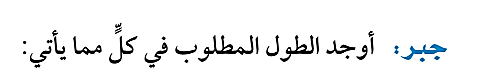 جبر: أوجد الطول المطلوب في كلٍّ مما يأتي: